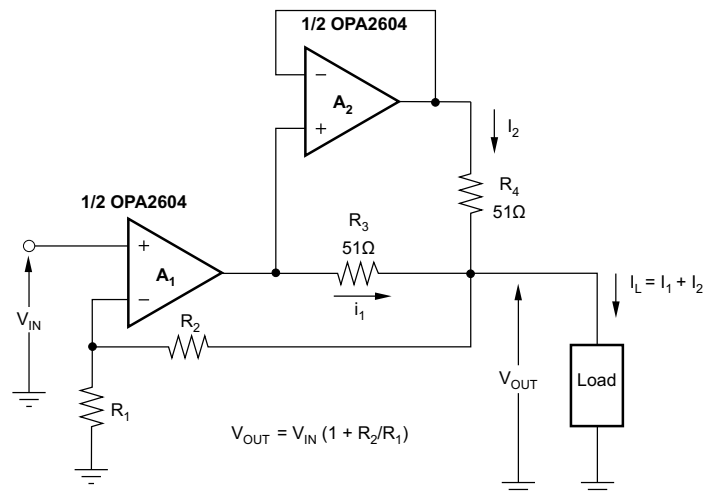 1/2 OPA2604
−
A2
+
I2
R4
51Ω
1/2 OPA2604
+
A1
−
R3
51Ω
i1
IL = I1 + I2
VIN
R2
R1
VOUT
Load
VOUT = VIN (1 + R2/R1)